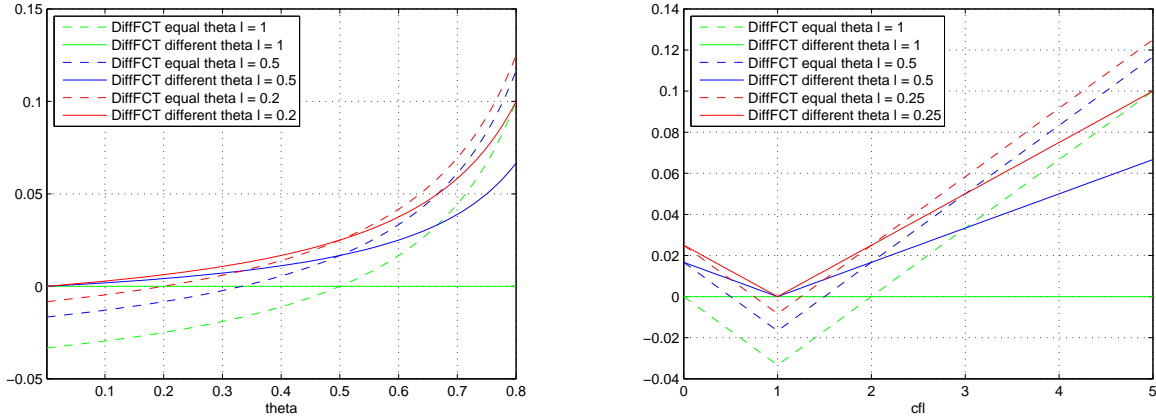 0.15
0.1
0.05
0
−0.05
DiffFCT equal theta l = 1
DiffFCT different theta l = 1
DiffFCT equal theta l = 0.5
DiffFCT different theta l = 0.5
DiffFCT equal theta l = 0.2
DiffFCT different theta l = 0.2
0.1 0.2 0.3 0.4 0.5 0.6 0.7 0.8
theta
0.14
0.12
0.1
0.08
0.06
0.04
0.02
0
−0.02
−0.04
DiffFCT equal theta l = 1
DiffFCT different theta l = 1
DiffFCT equal theta l = 0.5
DiffFCT different theta l = 0.5
DiffFCT equal theta l = 0.25
DiffFCT different theta l = 0.25
0 1 2 3 4 5
cfl